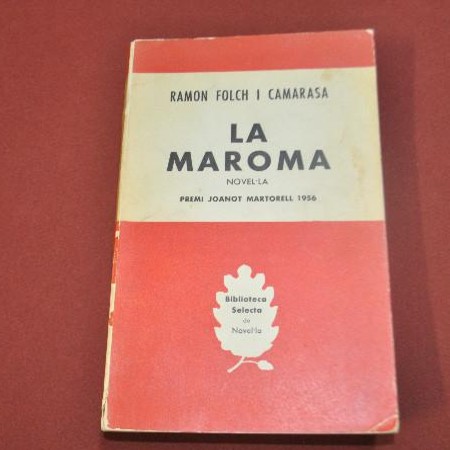 RAMON FOLCH I CAMARASA
LA
MAROMA
NOVEL·LA
PREMI JOANOT MARTORELL 1956
Biblioteca
Selecta
de
Novel·la